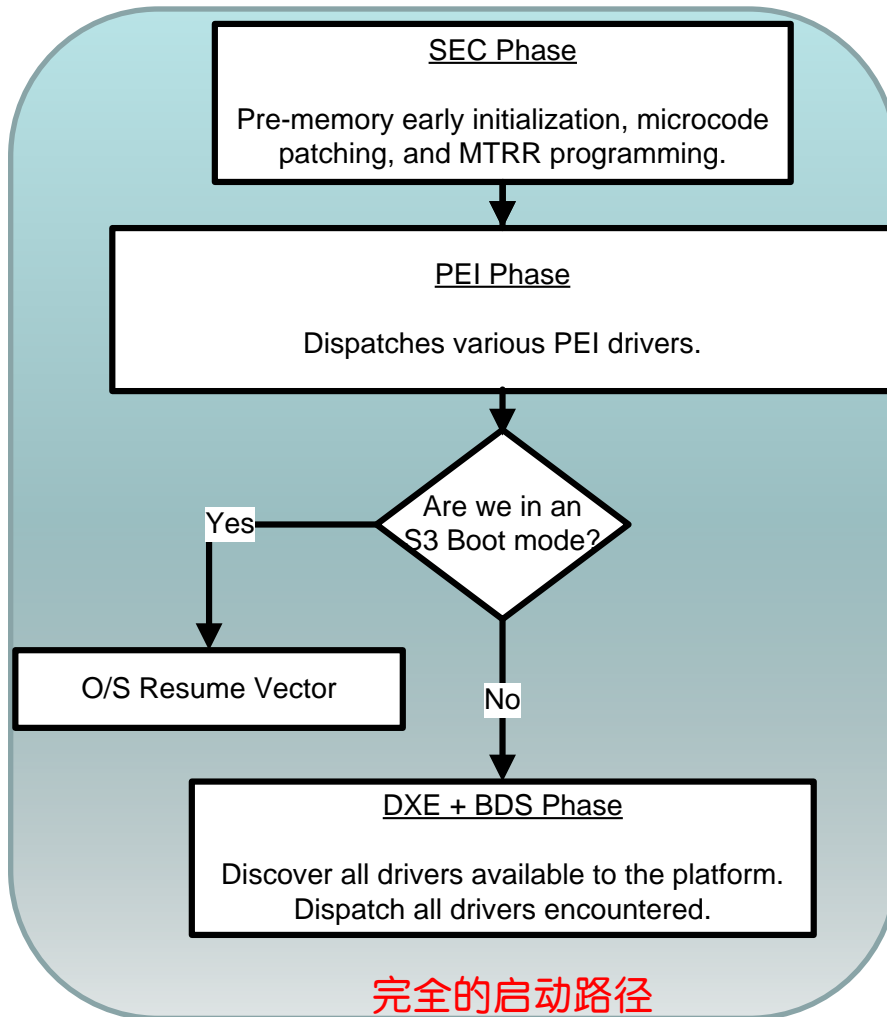 SEC Phase
Pre-memory early initialization, microcode
patching, and MTRR programming.
PEI Phase
Dispatches various PEI drivers.
Are we in an
S3 Boot mode?
Yes
O/S Resume Vector
No
DXE + BDS Phase
Discover all drivers available to the platform.
Dispatch all drivers encountered.
完全的启动路径